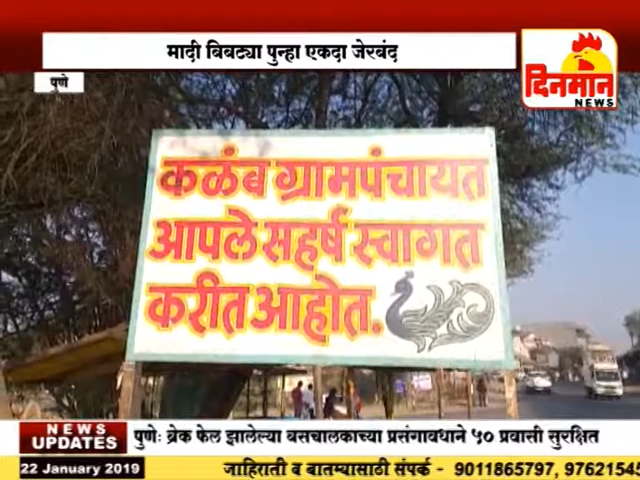 मादी बिबट्या पुन्हा एकदा जेरबंद
पुणे
दिनमान
NEWS
कळंब ग्रामपंचायत
आपले सहर्ष स्वागत
करीत आहोत.
NEWS
UPDATES
पुणेः ब्रेक फेल झालेल्या बसचालकाच्या प्रसंगावधाने ५० प्रवासी सुरक्षित
22 January 2019
जाहिराती व बातम्यासाठी संपर्क - 9011865797, 97621545